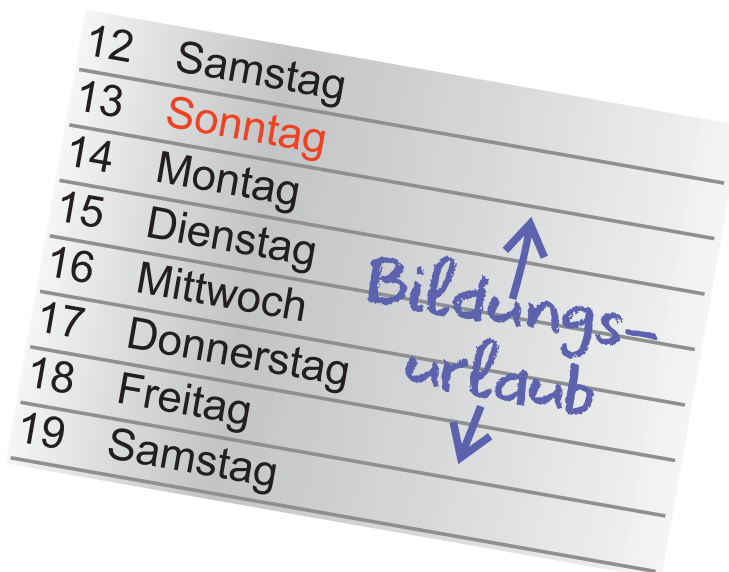 12 Samstag
13 Sonntag
14 Montag
15 Dienstag
16 Mittwoch
17 Donnerstag
18 Freitag
19 Samstag
Bildungs-
urlaub